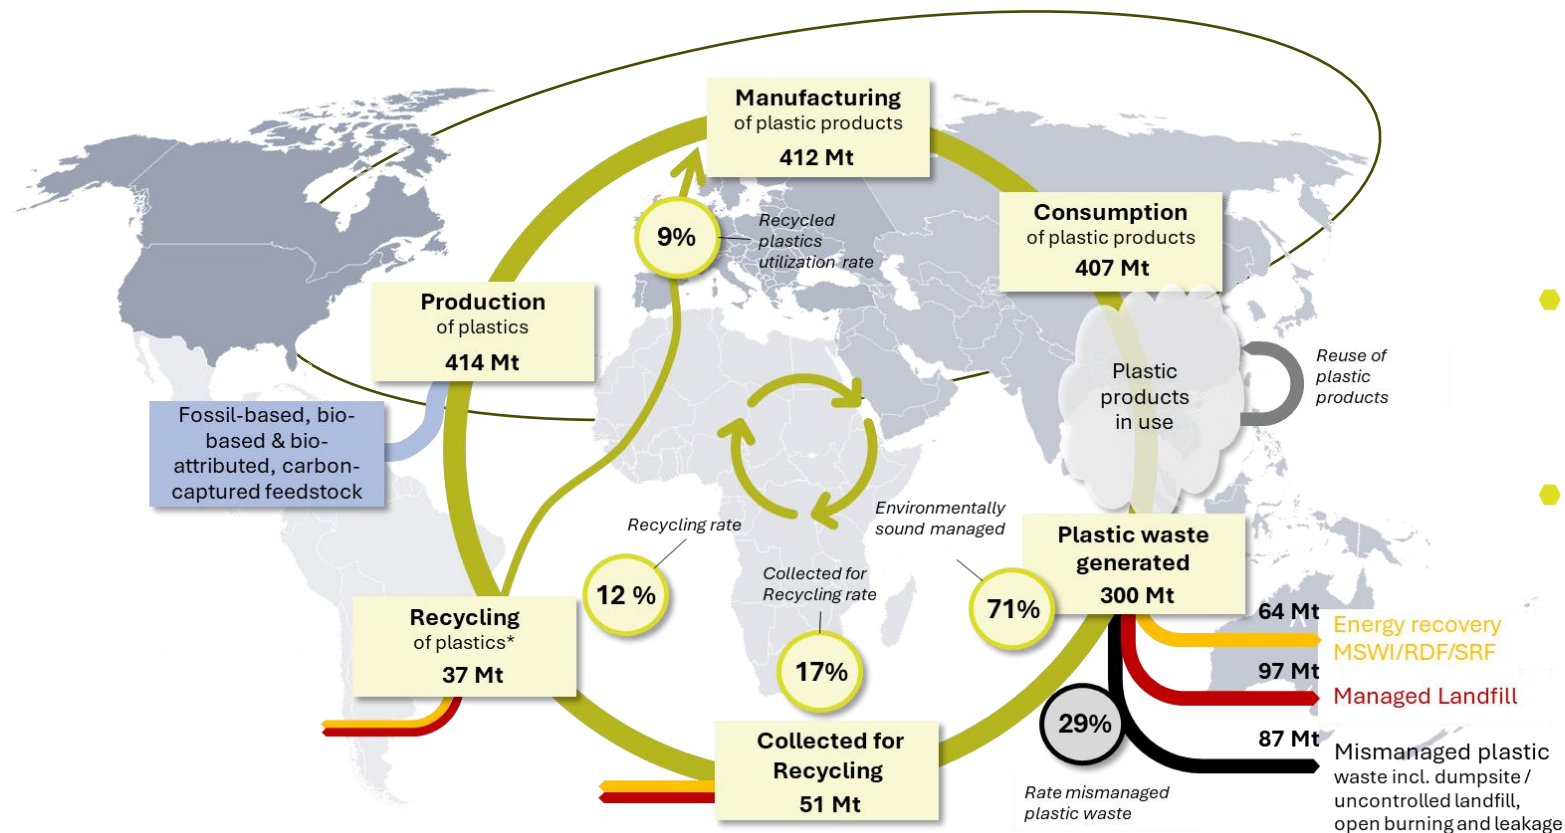 Manufacturing
of plastic products
412 Mt
Consumption
of plastic products
407 Mt
9%
Recycled
plastics
utilization rate
Production
of plastics
414 Mt
Fossil-based, bio-
based & bio-
attributed, carbon-
captured feedstock
Plastic
products
in use
Reuse of
plastic
products
Recycling rate
12 %
Collected for
Recycling rate
17%
Environmentally
sound managed
71%
Plastic waste
generated
300 Mt
64 Mt
Energy recovery
MSWI/RDF/SRF
97 Mt
Managed Landfill
87 Mt
Mismanaged plastic
waste incl. dumpsite /
uncontrolled landfill,
open burning and leakage
29%
Rate mismanaged
plastic waste
Recycling
of plastics*
37 Mt
Collected for
Recycling
51 Mt